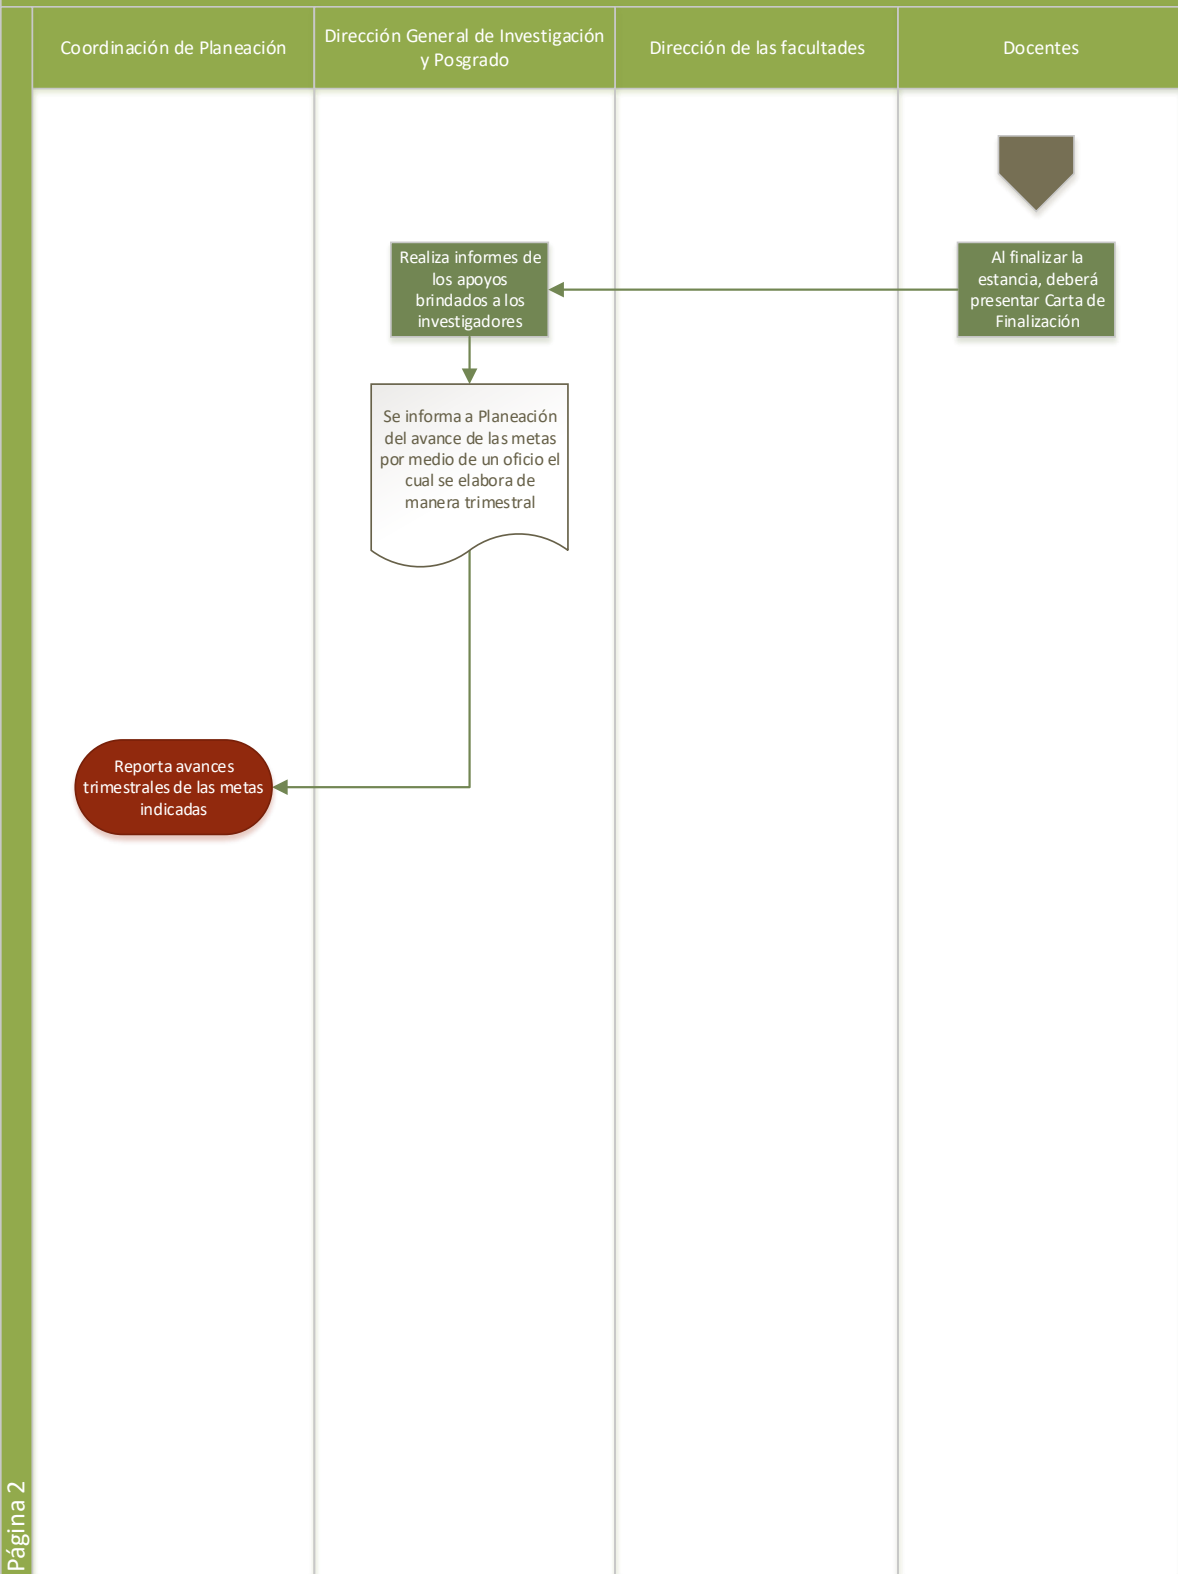 Coordinación de Planeación
Dirección General de Investigación
y Posgrado
Dirección de las facultades
Docentes
Al finalizar la
estancia, deberá
presentar Carta de
Finalización
Realiza informes de
los apoyos
brindados a los
investigadores
Se informa a Planeación
del avance de las metas
por medio de un oficio el
cual se elabora de
manera trimestral
Reporta avances
trimestrales de las metas
indicadas
Página 2